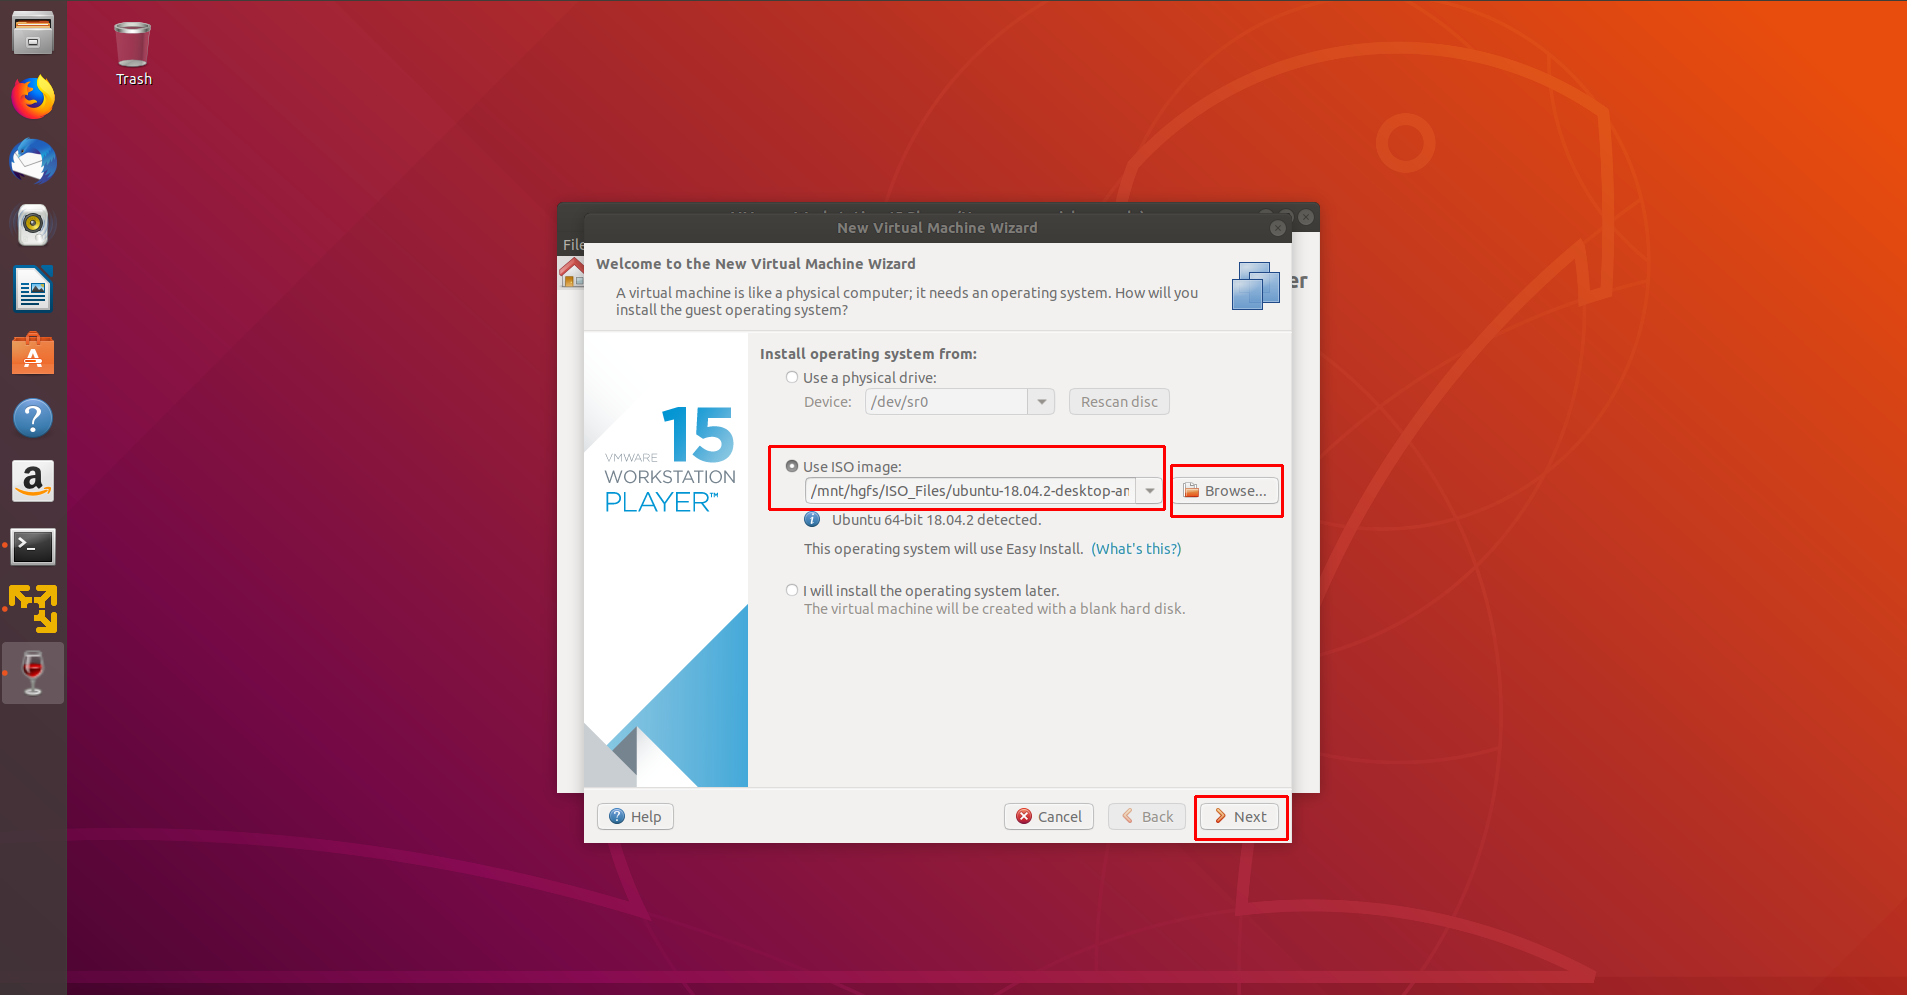 Trash
New Virtual Machine Wizard
File
Welcome to the New Virtual Machine Wizard
A virtual machine is like a physical computer; it needs an operating system. How will you
install the guest operating system?
er
Install operating system from:
Use a physical drive:
Device: /dev/sr0 Rescan disc
15
VMWARE
WORKSTATION
PLAYER™
Use ISO image:
/mnt/hgfs/ISO_Files/ubuntu-18.04.2-desktop-an Browse...
Ubuntu 64-bit 18.04.2 detected.
This operating system will use Easy Install. (What's this?)
I will install the operating system later.
The virtual machine will be created with a blank hard disk.
Help Cancel Back Next